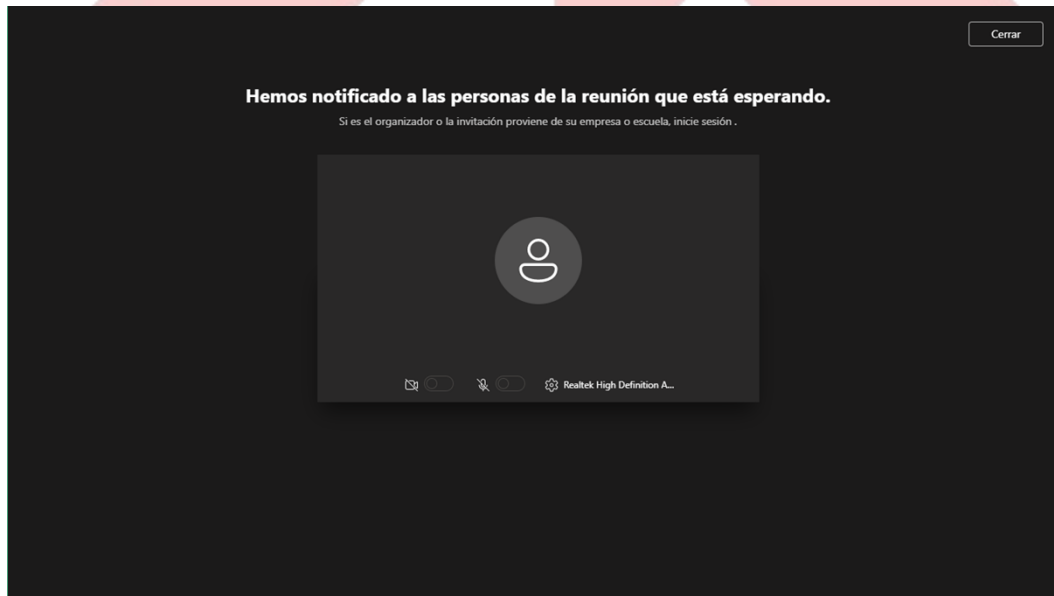 Cerrar
Hemos notificado a las personas de la reunión que está esperando.
Si es el organizador o la invitación proviene de su empresa o escuela, inicie sesión .
Realtek High Definition A...